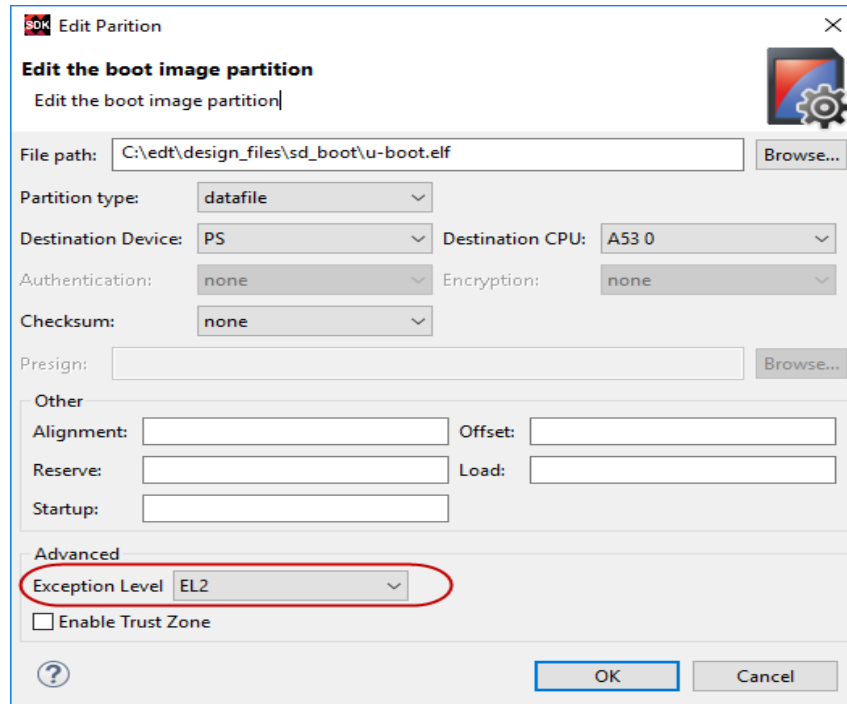 SDK Edit Parition
Edit the boot image partition
Edit the boot image partition
File path: C:\edt\design_files\sd_boot\u-boot.elf Browse...
Partition type: datafile
Destination Device: PS Destination CPU: A53 0
Authentication: none Encryption: none
Checksum: none
Presign: Browse...
Other
Alignment: Offset:
Reserve: Load:
Startup:
Advanced
Exception Level EL2
Enable Trust Zone
? OK Cancel